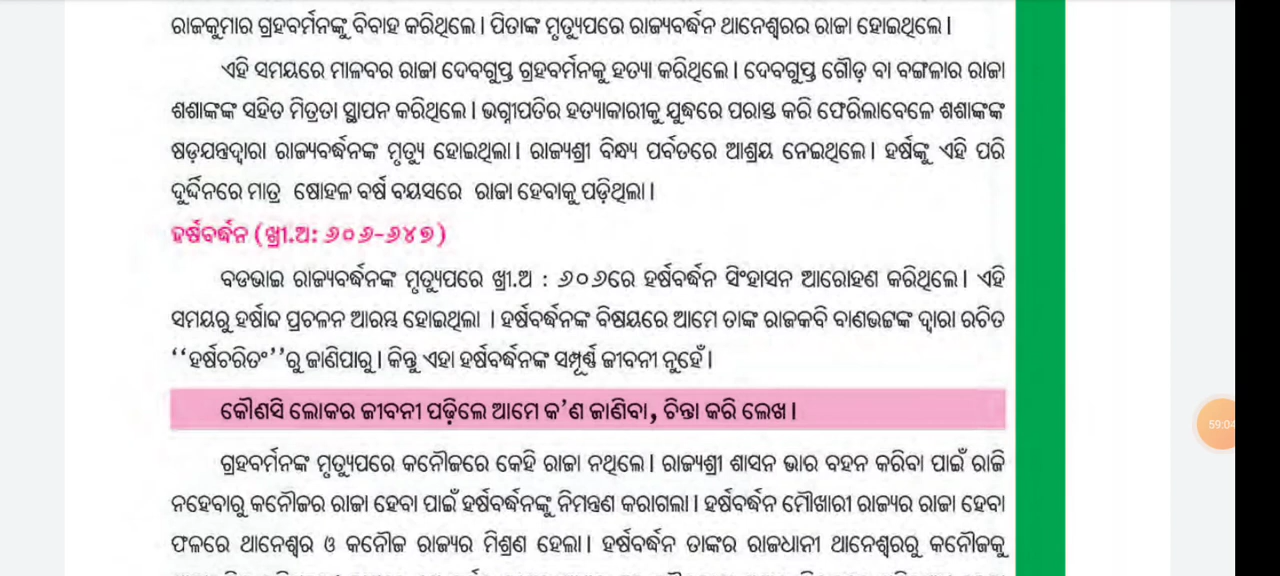 ରାଜକୁମାର ଗ୍ରହବର୍ମନଙ୍କୁ ବିବାହ କରିଥିଲେ। ପିତାଙ୍କ ମୃତ୍ୟୁପରେ ରାଜ୍ୟବର୍ଦ୍ଧନ ଥାନେଶ୍ୱରର ରାଜା ହୋଇଥିଲେ।
ଏହି ସମୟରେ ମାଳବର ରାଜା ଦେବଗୁପ୍ତ ଗ୍ରହବର୍ମନକୁ ହତ୍ୟା କରିଥିଲେ। ଦେବଗୁପ୍ତ ଗୌଡ଼ ବା ବଙ୍ଗଳାର ରାଜା
ଶଶାଙ୍କଙ୍କ ସହିତ ମିତ୍ରତା ସ୍ଥାପନ କରିଥିଲେ। ଭଗ୍ନୀପତିର ହତ୍ୟାକାରୀକୁ ଯୁଦ୍ଧରେ ପରାସ୍ତ କରି ଫେରିଲାବେଳେ ଶଶାଙ୍କଙ୍କ
ଷଡ଼ଯନ୍ତ୍ରଦ୍ୱାରା ରାଜ୍ୟବର୍ଦ୍ଧନଙ୍କ ମୃତ୍ୟୁ ହୋଇଥିଲା। ରାଜ୍ୟଶ୍ରୀ ବିନ୍ଧ୍ୟ ପର୍ବତରେ ଆଶ୍ରୟ ନେଇଥିଲେ। ହର୍ଷଙ୍କୁ ଏହି ପରି
ଦୁର୍ଦ୍ଦିନରେ ମାତ୍ର ଷୋହଳ ବର୍ଷ ବୟସରେ ରାଜା ହେବାକୁ ପଡ଼ିଥିଲା।
ହର୍ଷବର୍ଦ୍ଧନ (ଖ୍ରୀ.ଅ: ୬୦୬-୬୪୭)
ବଡଭାଇ ରାଜ୍ୟବର୍ଦ୍ଧନଙ୍କ ମୃତ୍ୟୁପରେ ଖ୍ରୀ.ଅ : ୬୦୬ରେ ହର୍ଷବର୍ଦ୍ଧନ ସିଂହାସନ ଆରୋହଣ କରିଥିଲେ। ଏହି
ସମୟରୁ ହର୍ଷାବ୍ଦ ପ୍ରଚଳନ ଆରମ୍ଭ ହୋଇଥିଲା । ହର୍ଷବର୍ଦ୍ଧନଙ୍କ ବିଷୟରେ ଆମେ ତାଙ୍କ ରାଜକବି ବାଣଭଟ୍ଟଙ୍କ ଦ୍ୱାରା ରଚିତ
‘‘ହର୍ଷଚରିତଂ’’ରୁ ଜାଣିପାରୁ। କିନ୍ତୁ ଏହା ହର୍ଷବର୍ଦ୍ଧନଙ୍କ ସମ୍ପୂର୍ଣ୍ଣ ଜୀବନୀ ନୁହେଁ।
କୌଣସି ଲୋକର ଜୀବନୀ ପଢ଼ିଲେ ଆମେ କ’ଣ ଜାଣିବା, ଚିନ୍ତା କରି ଲେଖ।
ଗ୍ରହବର୍ମନଙ୍କ ମୃତ୍ୟୁପରେ କନୌଜରେ କେହି ରାଜା ନଥିଲେ। ରାଜ୍ୟଶ୍ରୀ ଶାସନ ଭାର ବହନ କରିବା ପାଇଁ ରାଜି
ନହେବାରୁ କନୌଜର ରାଜା ହେବା ପାଇଁ ହର୍ଷବର୍ଦ୍ଧନଙ୍କୁ ନିମନ୍ତ୍ରଣ କରାଗଲା। ହର୍ଷବର୍ଦ୍ଧନ ମୌଖାରୀ ରାଜ୍ୟର ରାଜା ହେବା
ଫଳରେ ଥାନେଶ୍ୱର ଓ କନୌଜ ରାଜ୍ୟର ମିଶ୍ରଣ ହେଲା। ହର୍ଷବର୍ଦ୍ଧନ ତାଙ୍କର ରାଜଧାନୀ ଥାନେଶ୍ୱରରୁ କନୌଜକୁ
59:04